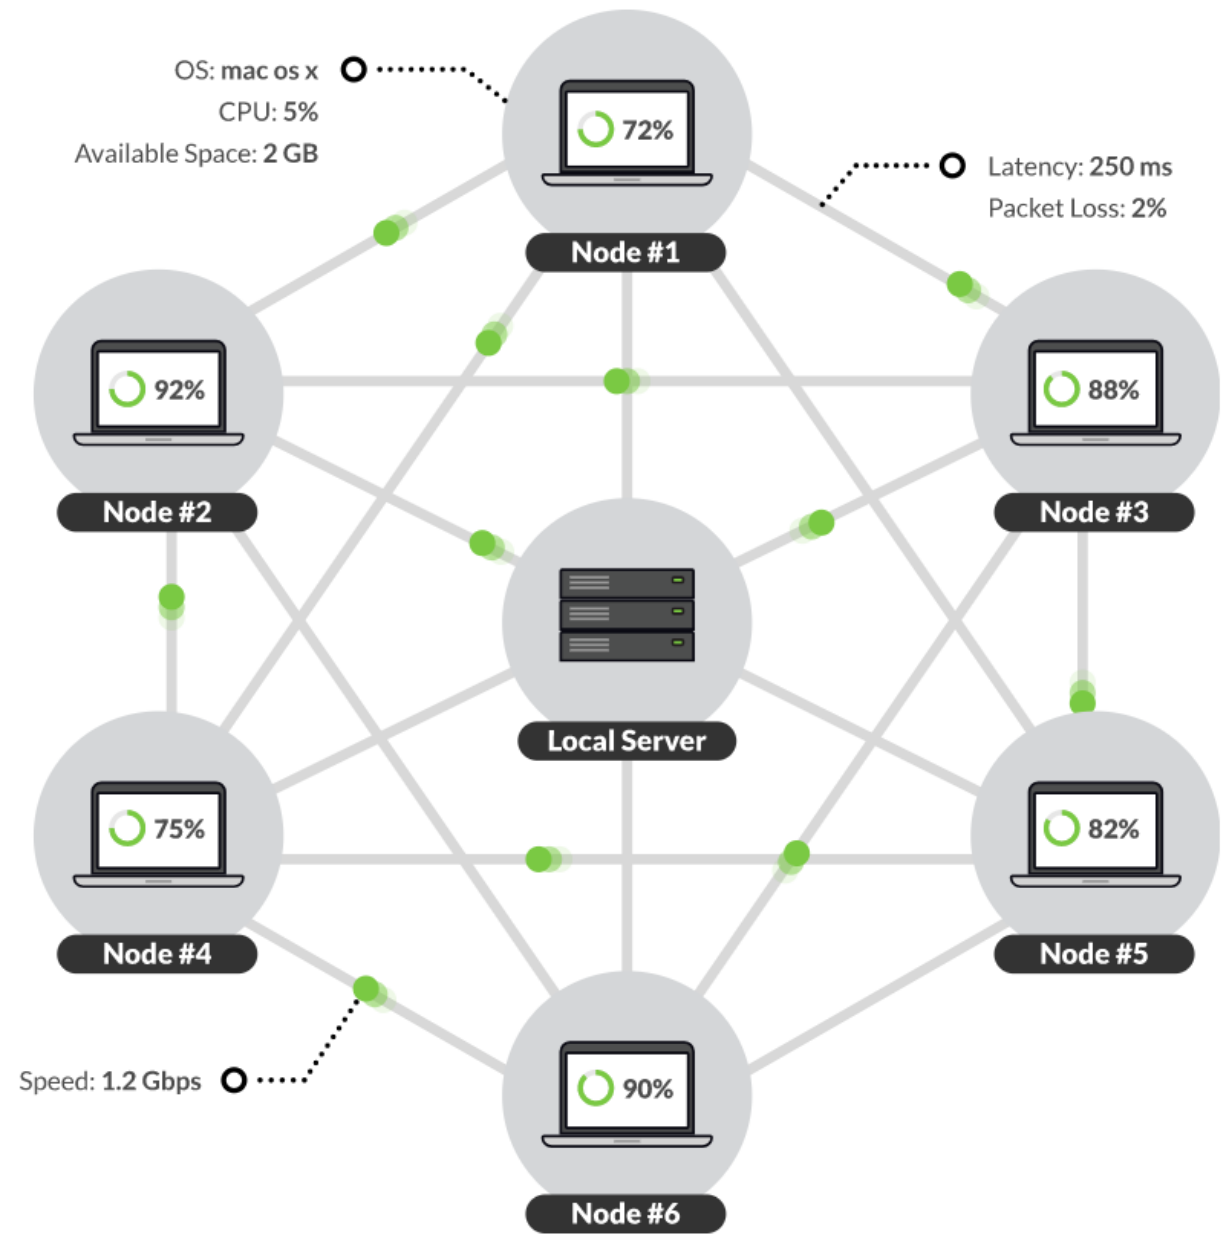 OS: mac os x
CPU: 5%
Available Space: 2 GB
72%
Latency: 250 ms
Packet Loss: 2%
Node #1
92%
88%
Node #2
Node #3
Local Server
75%
82%
Node #4
Node #5
Speed: 1.2 Gbps
90%
Node #6